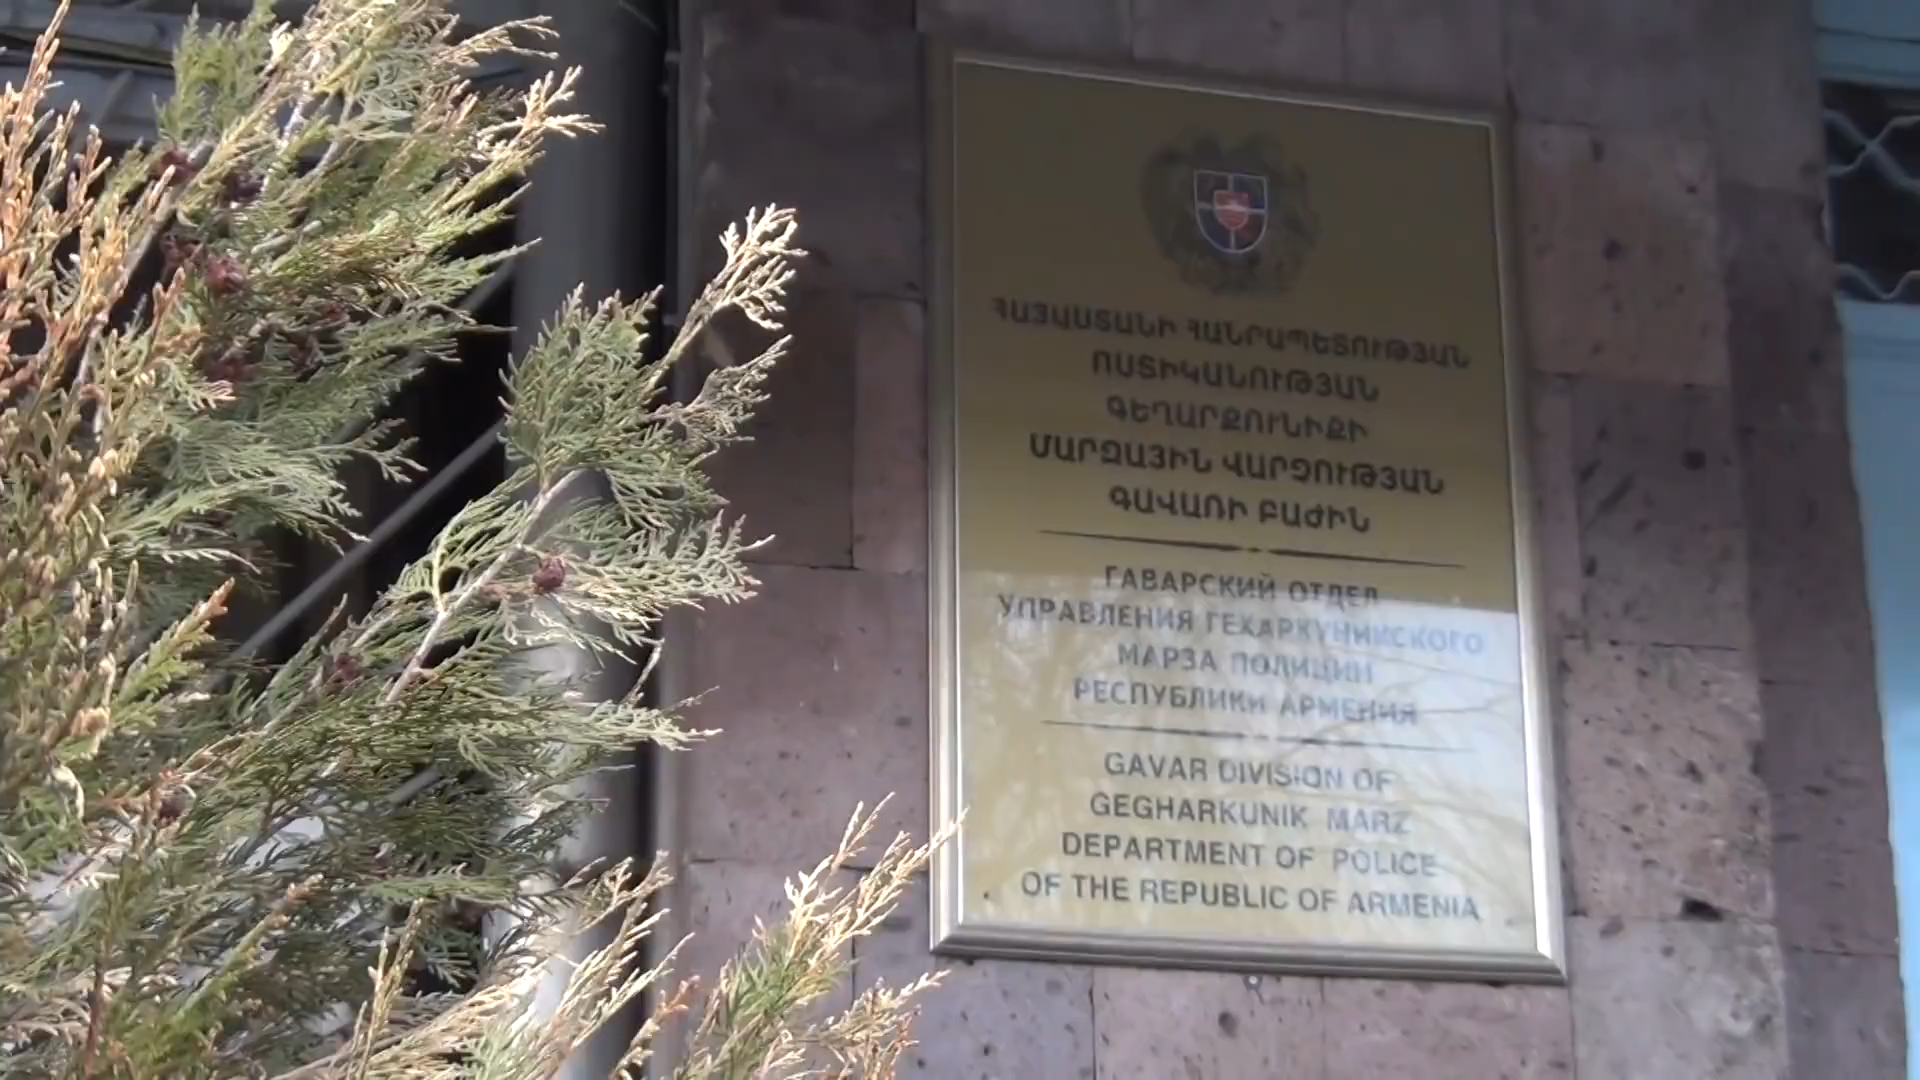 ՀԱՅԿԱՍՏԱՆԻ ՀԱՆՐԱՊԵՏՈՒԹՅԱՆ
ՈՍՏԻԿԱՆՈՒԹՅԱՆ
ԳԵՂԱՐՔՈՒՆԻՔԻ
ՄԱՐԶԱՅԻՆ ՎԱՐՉՈՒԹՅԱՆ
ԳԱՎԱՌԻ ԲԱԺԻՆ
ГАВАРСКИЙ ОТДЕЛ
УПРАВЛЕНИЯ ГЕХАРКУНИКСКОГО
МАРЗА ПОЛИЦИИ
РЕСПУБЛИКИ АРМЕНИЯ
GAVAR DIVISION OF
GEGHARKUNIK MARZ
DEPARTMENT OF POLICE
OF THE REPUBLIC OF ARMENIA